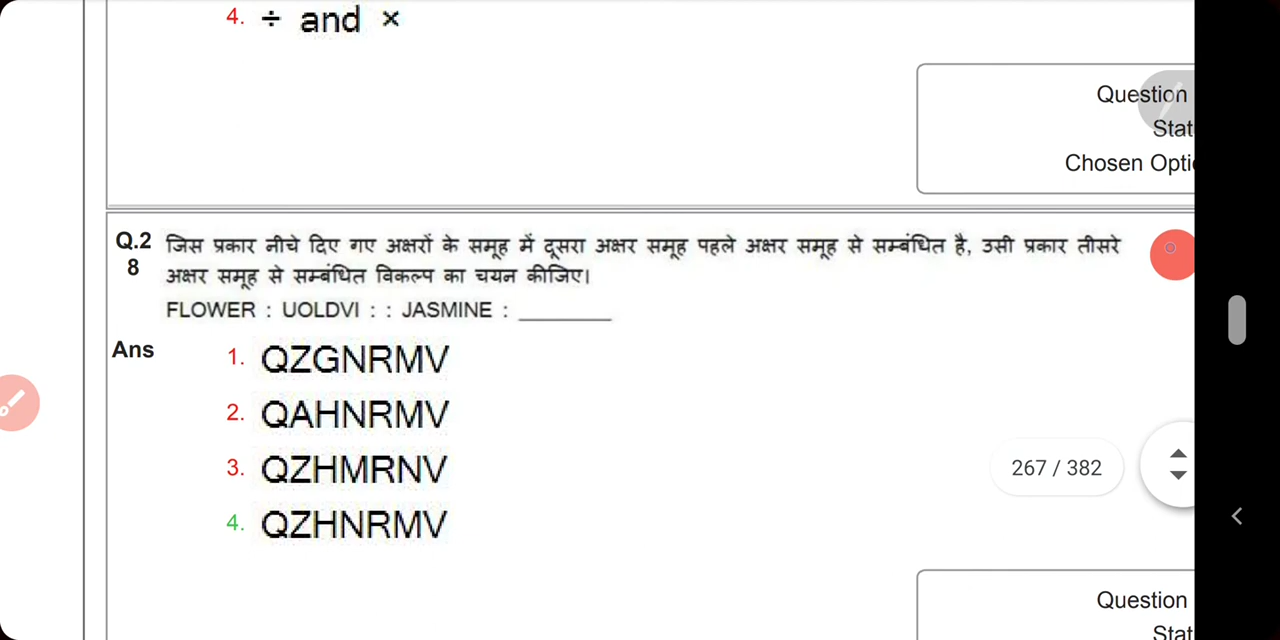 4. ÷ and ×
Question
Stat
Chosen Opti
Q.2 जिस प्रकार नीचे दिए गए अक्षरों के समूह में दूसरा अक्षर समूह पहले अक्षर समूह से सम्बंधित है, उसी प्रकार तीसरे
8 अक्षर समूह से सम्बंधित विकल्प का चयन कीजिए।
FLOWER : UOLDVI : : JASMINE : ________
Ans 1. QZGNRMV
2. QAHNRMV
3. QZHMRNV
267 / 382
4. QZHNRMV
Question
Stat